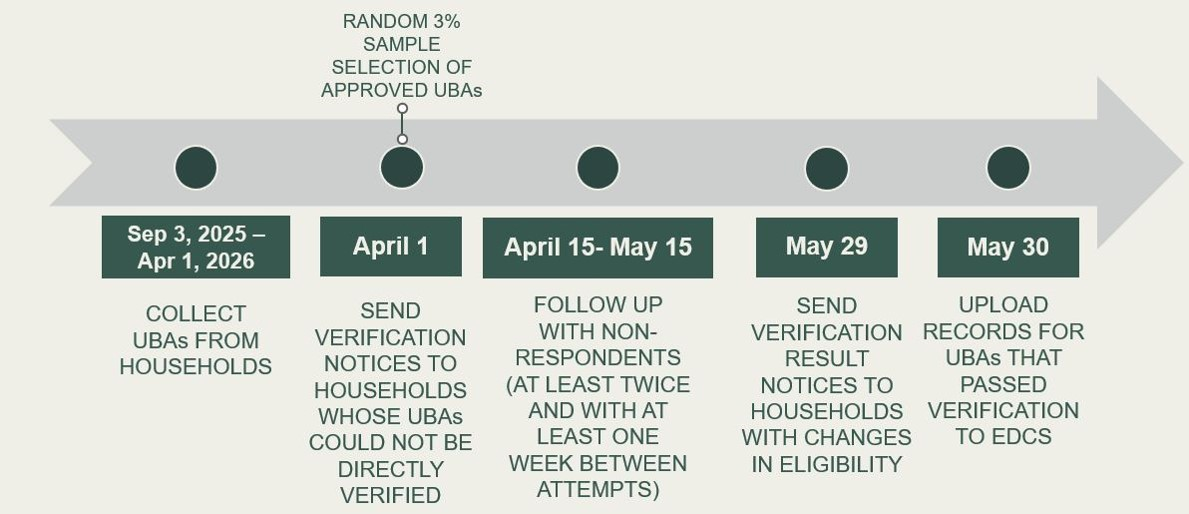 RANDOM 3%
SAMPLE
SELECTION OF
APPROVED UBAs
Sep 3, 2025 –
Apr 1, 2026
COLLECT
UBAs FROM
HOUSEHOLDS
April 1
SEND
VERIFICATION
NOTICES TO
HOUSEHOLDS
WHOSE UBAs
COULD NOT BE
DIRECTLY
VERIFIED
April 15- May 15
FOLLOW UP
WITH NON-
RESPONDENTS
(AT LEAST TWICE
AND WITH AT
LEAST ONE
WEEK BETWEEN
ATTEMPTS)
May 29
SEND
VERIFICATION
RESULT
NOTICES TO
HOUSEHOLDS
WITH CHANGES
IN ELIGIBILITY
May 30
UPLOAD
RECORDS FOR
UBAs THAT
PASSED
VERIFICATION
TO EDCS